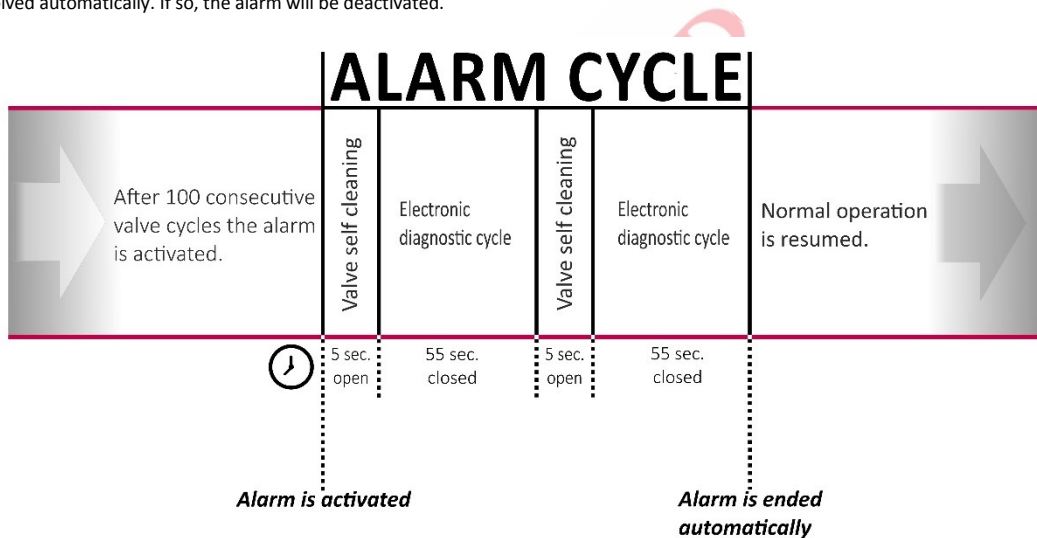 lved automatically. If so, the alarm will be deactivated.
ALARM CYCLE
After 100 consecutive
valve cycles the alarm
is activated.
Valve self cleaning
Electronic
diagnostic cycle
Valve self cleaning
Electronic
diagnostic cycle
Normal operation
is resumed.
5 sec.
open
55 sec.
closed
5 sec.
open
55 sec.
closed
Alarm is activated
Alarm is ended
automatically